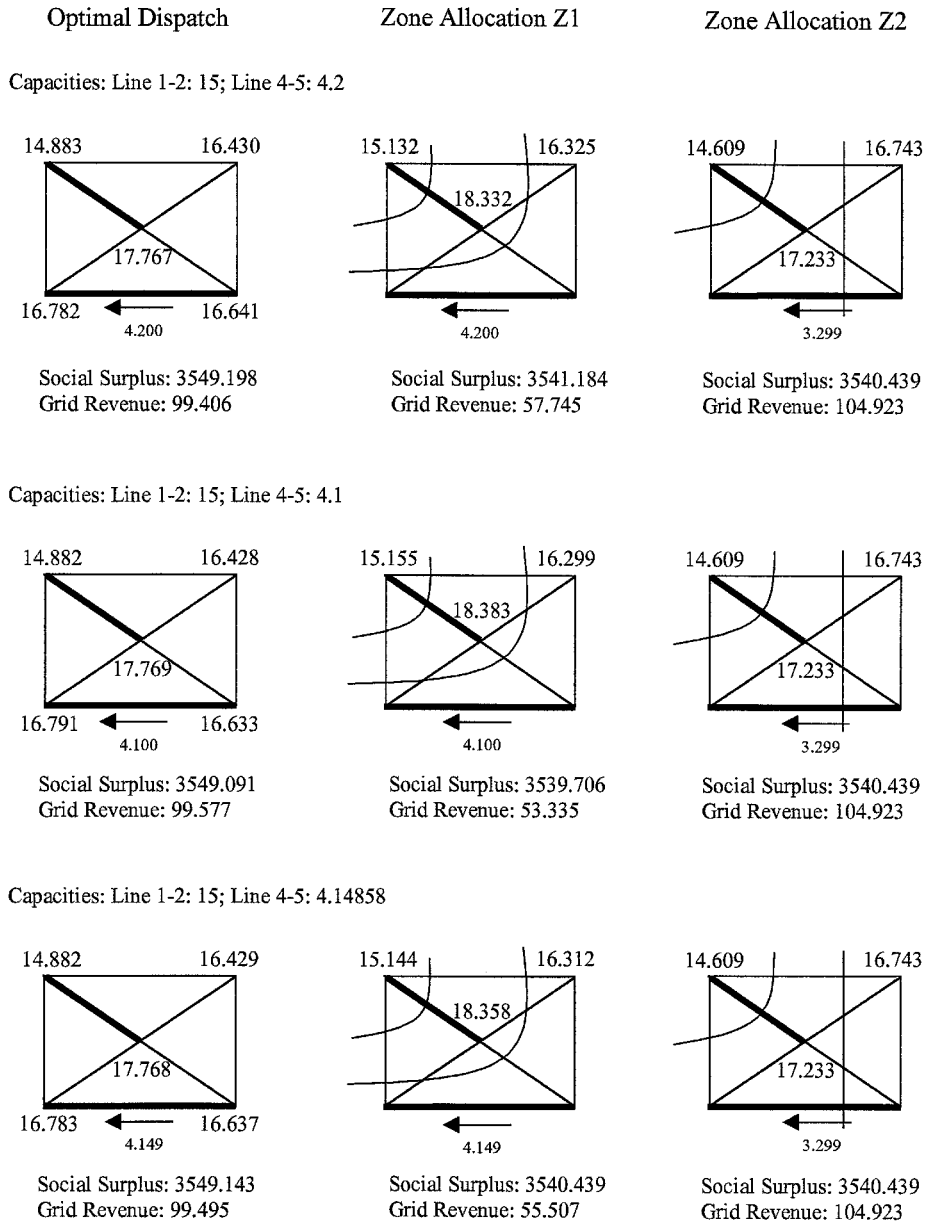 Optimal Dispatch Zone Allocation Z1 Zone Allocation Z2
Capacities: Line 1-2: 15; Line 4-5: 4.2
14.883 16.430 15.132 16.325 14.609 16.743
18.332
17.767 17.233
16.782 16.641
4.200 4.200 3.299
Social Surplus: 3549.198 Social Surplus: 3541.184 Social Surplus: 3540.439
Grid Revenue: 99.406 Grid Revenue: 57.745 Grid Revenue: 104.923
Capacities: Line 1-2: 15; Line 4-5: 4.1
14.882 16.428 15.155 16.299 14.609 16.743
18.383
17.769 17.233
16.791 16.633
4.100 4.100 3.299
Social Surplus: 3549.091 Social Surplus: 3539.706 Social Surplus: 3540.439
Grid Revenue: 99.577 Grid Revenue: 53.335 Grid Revenue: 104.923
Capacities: Line 1-2: 15; Line 4-5: 4.14858
14.882 16.429 15.144 16.312 14.609 16.743
18.358
17.768 17.233
16.783 16.637
4.149 4.149 3.299
Social Surplus: 3549.143 Social Surplus: 3540.439 Social Surplus: 3540.439
Grid Revenue: 99.495 Grid Revenue: 55.507 Grid Revenue: 104.923